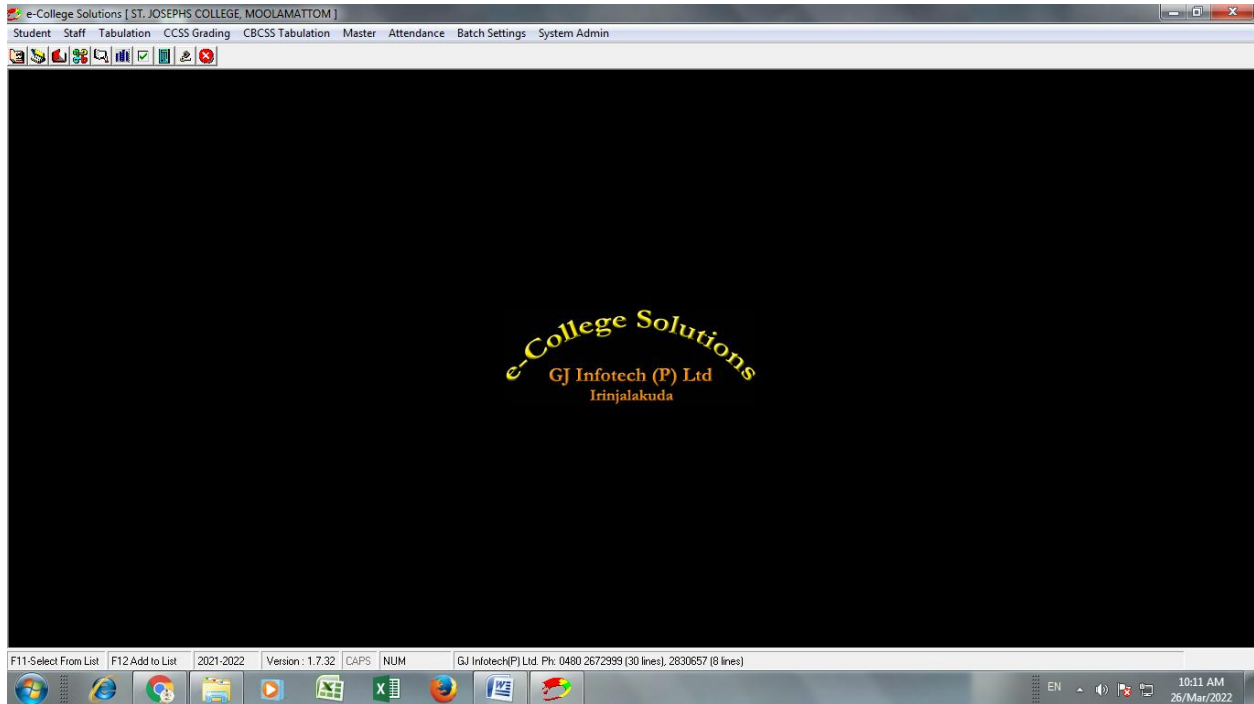 e-College Solutions [ ST. JOSEPHS COLLEGE, MOOLAMATTOM ]
Student Staff Tabulation CCSS Grading CBCSS Tabulation Master Attendance Batch Settings System Admin
e-College Solutions
GJ Infotech (P) Ltd
Irinjalakuda
F11-Select From List F12 Add to List 2021-2022 Version : 1.7.32 CAPS NUM GJ Infotech(P) Ltd. Ph: 0480 2672999 (30 lines), 2830657 (8 lines)
EN 10:11 AM
26/Mar/2022